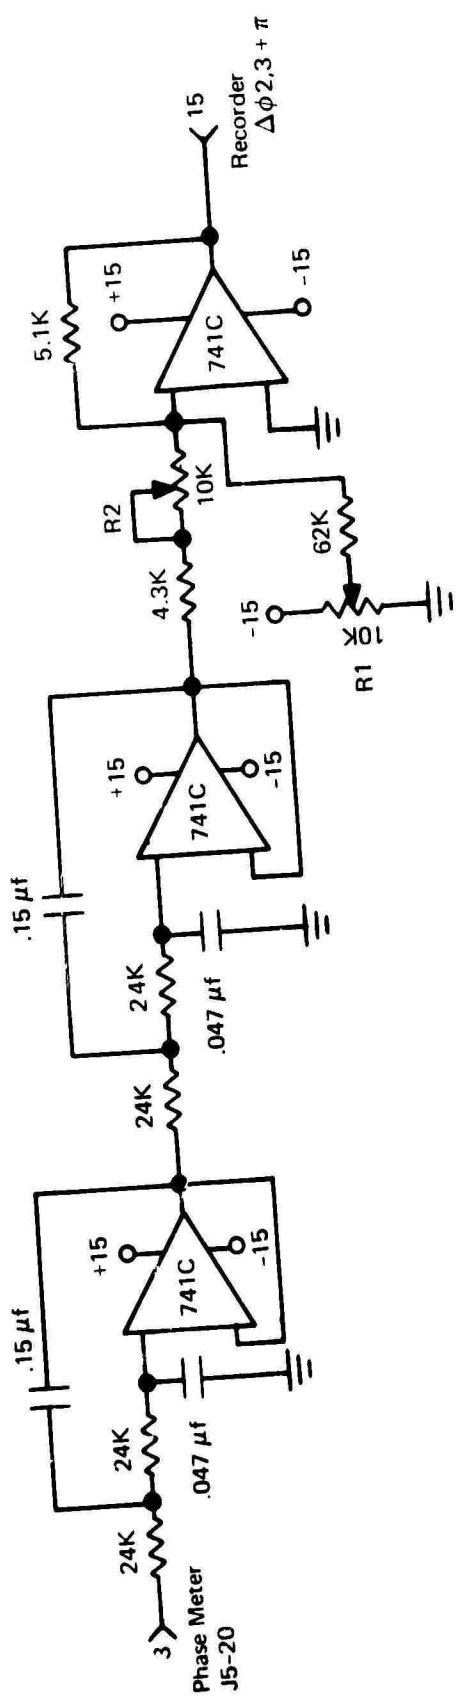 3
Phase Meter
J5-20
24K
24K
.15 µf
.047 µf
+15
741C
-15
24K
24K
.15 µf
.047 µf
+15
741C
-15
4.3K
R2
10K
5.1K
+15
741C
-15
62K
-15
10K
R1
15
Recorder
Δϕ2,3 + π